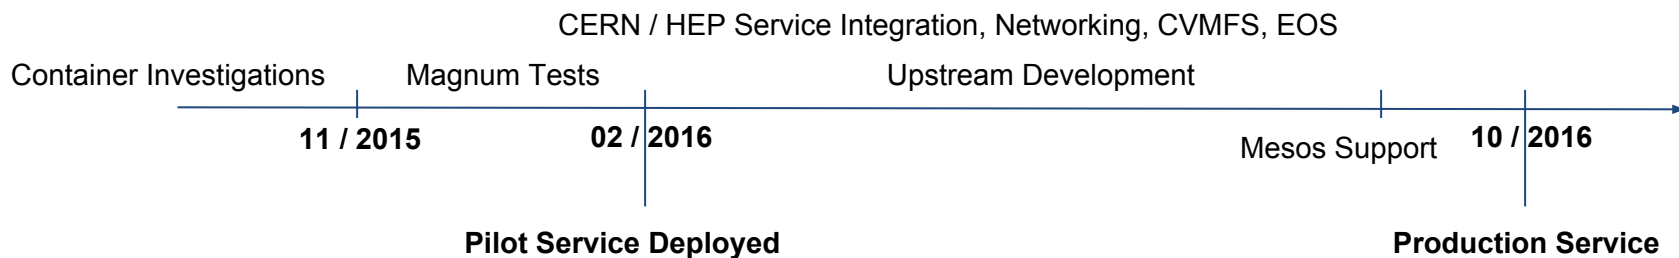 CERN / HEP Service Integration, Networking, CVMFS, EOS
Container Investigations
Magnum Tests
Upstream Development
11 / 2015
02 / 2016
Mesos Support
10 / 2016
Pilot Service Deployed
Production Service